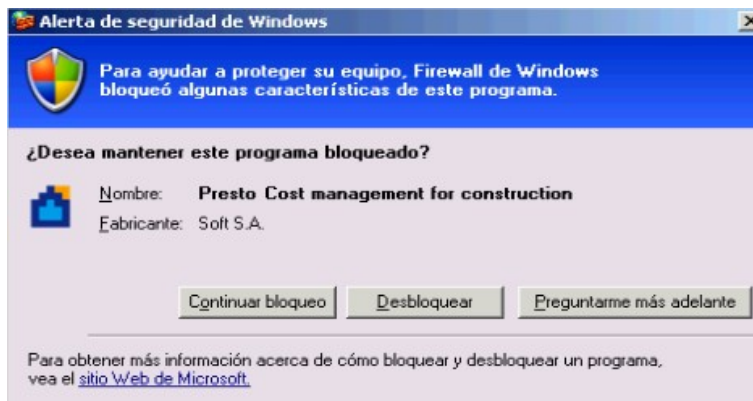 Alerta de seguridad de Windows
Para ayudar a proteger su equipo, Firewall de Windows
bloqueó algunas características de este programa.
¿Desea mantener este programa bloqueado?
Nombre: Presto Cost management for construction
Fabricante: Soft S.A.
Continuar bloqueo Desbloquear Preguntarme más adelante
Para obtener más información acerca de cómo bloquear y desbloquear un programa,
vea el sitio Web de Microsoft.